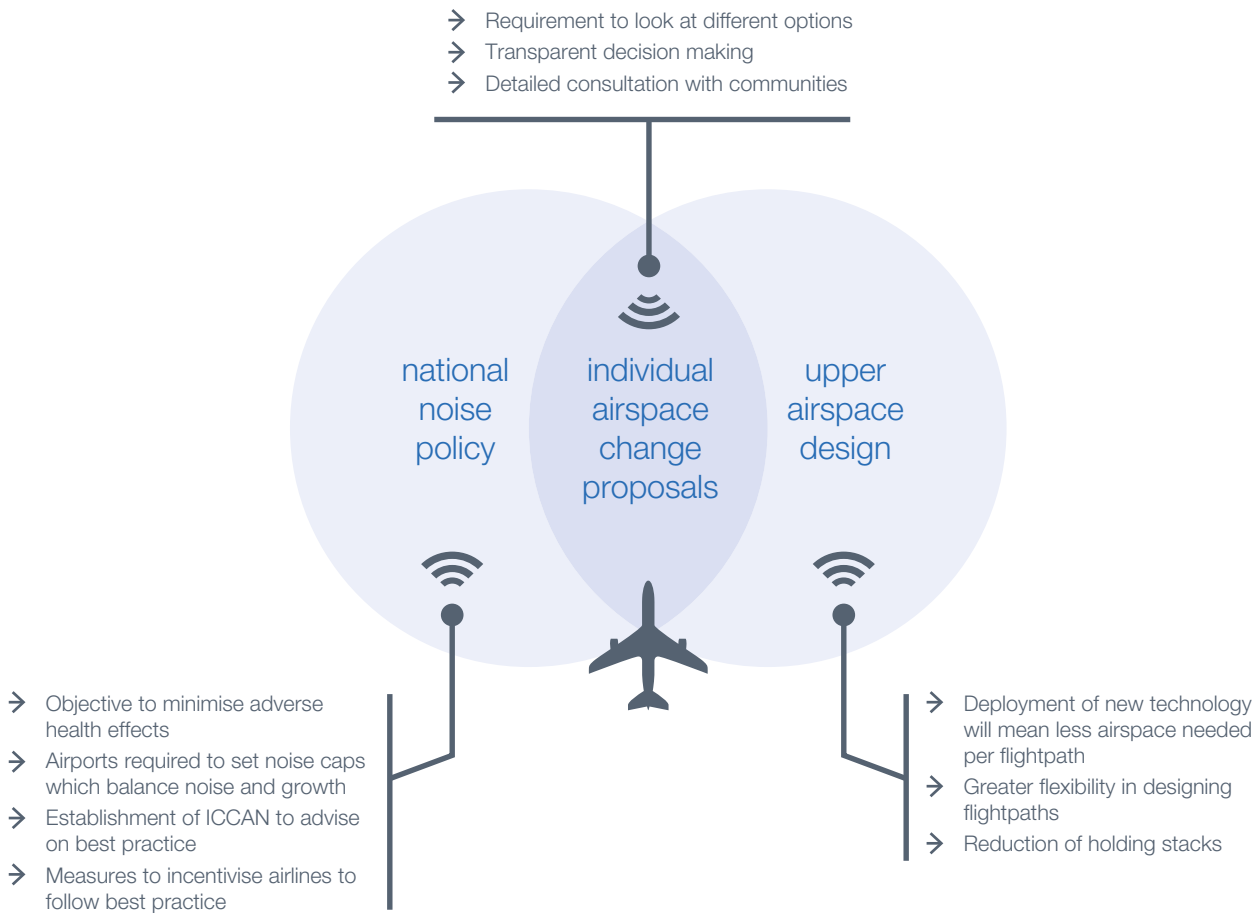 Requirement to look at different options
Transparent decision making
Detailed consultation with communities
national
noise
policy
individual
airspace
change
proposals
upper
airspace
design
Objective to minimise adverse
health effects
Airports required to set noise caps
which balance noise and growth
Establishment of ICCAN to advise
on best practice
Measures to incentivise airlines to
follow best practice
Deployment of new technology
will mean less airspace needed
per flightpath
Greater flexibility in designing
flightpaths
Reduction of holding stacks